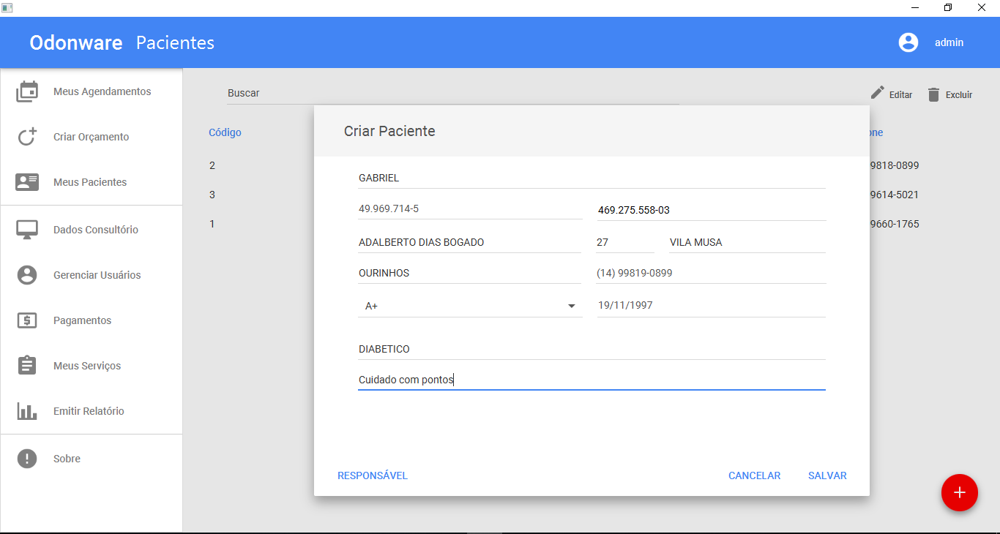 Odonware Pacientes
admin
Meus Agendamentos
Criar Orçamento
Meus Pacientes
Dados Consultório
Gerenciar Usuários
Pagamentos
Meus Serviços
Emitir Relatório
Sobre
Buscar
Editar
Excluir
Código
one
2
9818-0899
3
9614-5021
1
9660-1765
Criar Paciente
GABRIEL
49.969.714-5
469.275.558-03
ADALBERTO DIAS BOGADO
27
VILA MUSA
OURINHOS
(14) 99819-0899
A+
19/11/1997
DIABETICO
Cuidado com pontos
RESPONSÁVEL
CANCELAR
SALVAR